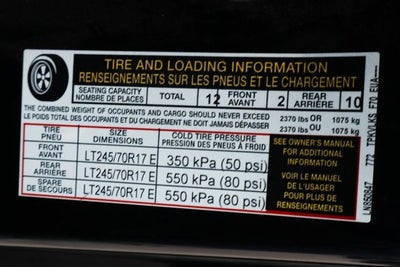 TIRE AND LOADING INFORMATION
RENSEIGNEMENTS SUR LES PNEUS ET LE CHARGEMENT
SEATING CAPACITY
NOMBRE DE PLACES
TOTAL 12
FRONT
AVANT
2
REAR
ARRIÈRE
10
THE COMBINED WEIGHT OF OCCUPANTS AND CARGO SHOULD NEVER EXCEED 2370 lbs OR 1075 kg
LE POIDS TOTAL DES OCCUPANTS ET DU CHARGEMENT NE DOIT JAMAIS DÉPASSER 2370 lbs OU 1075 kg
TIRE
PNEU
SIZE
DIMENSIONS
COLD TIRE PRESSURE
PRESSION DES PNEUS À FROID
FRONT
AVANT
LT245/70R17 E 350 kPa (50 psi)
REAR
ARRIÈRE
LT245/70R17 E 550 kPa (80 psi)
SPARE
DE SECOURS
LT245/70R17 E 550 kPa (80 psi)
SEE OWNER'S MANUAL
FOR ADDITIONAL
INFORMATION
VOIR LE MANUEL
DE L'USAGER
POUR PLUS DE
RENSEIGNEMENTS